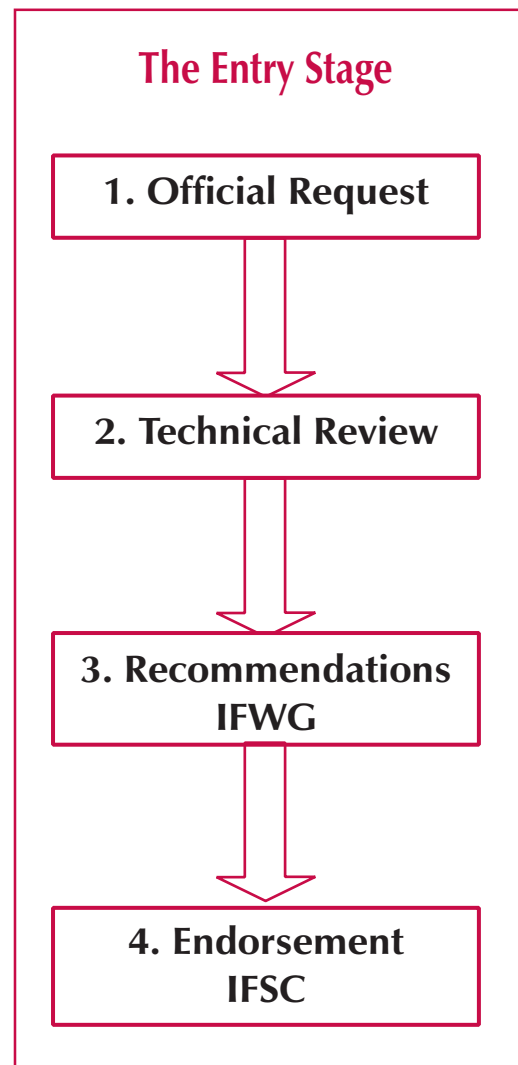 The Entry Stage
1. Official Request
2. Technical Review
3. Recommendations
IFWG
4. Endorsement
IFSC